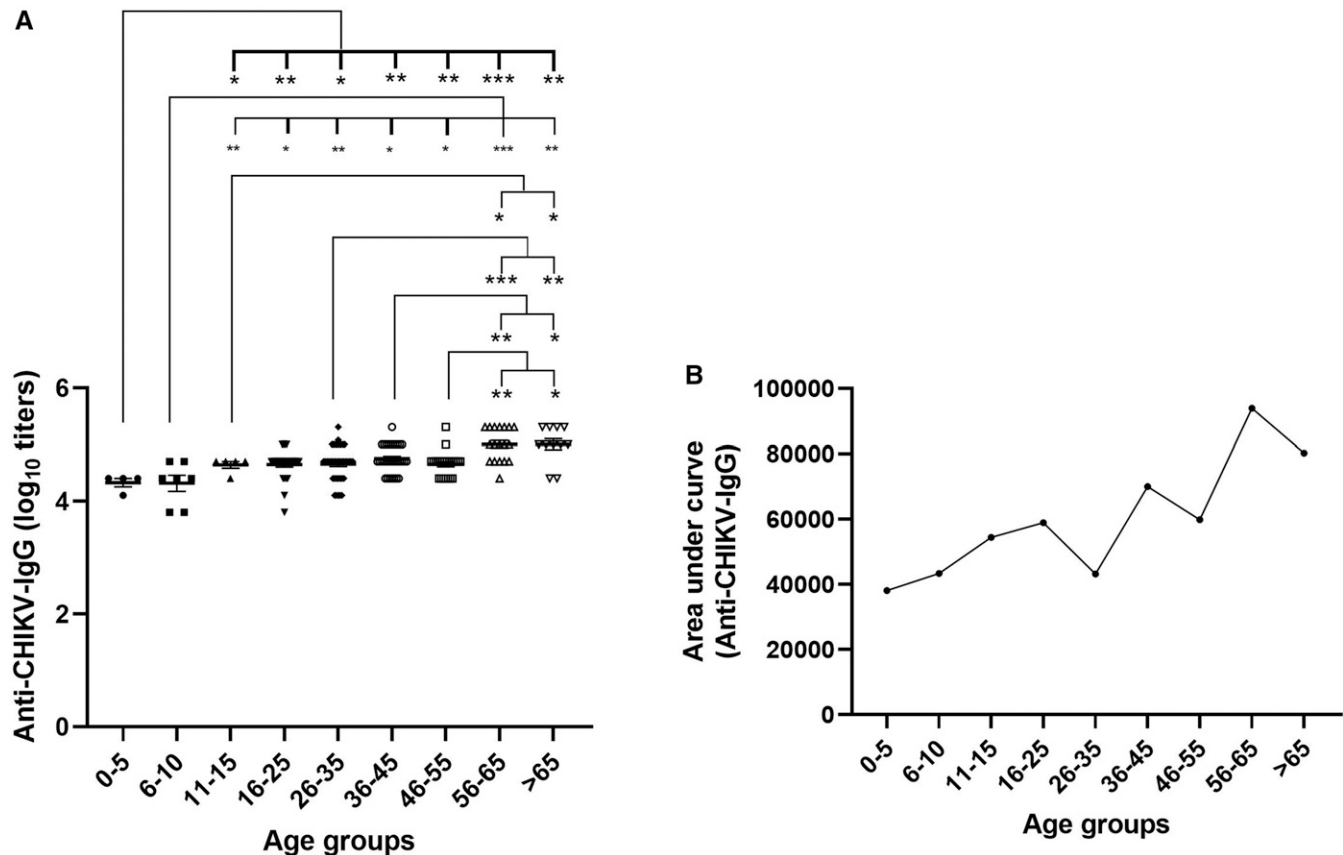 A
* ** * ** ** *** **
** * ** * * *** **
* *
*** **
** *
** *
Anti-CHIKV-IgG (log10 titers)
6
4
2
0
0-5 6-10 11-15 16-25 26-35 36-45 46-55 56-65 >65
Age groups
B
Area under curve
(Anti-CHIKV-IgG)
100000
80000
60000
40000
20000
0
0-5 6-10 11-15 16-25 26-35 36-45 46-55 56-65 >65
Age groups